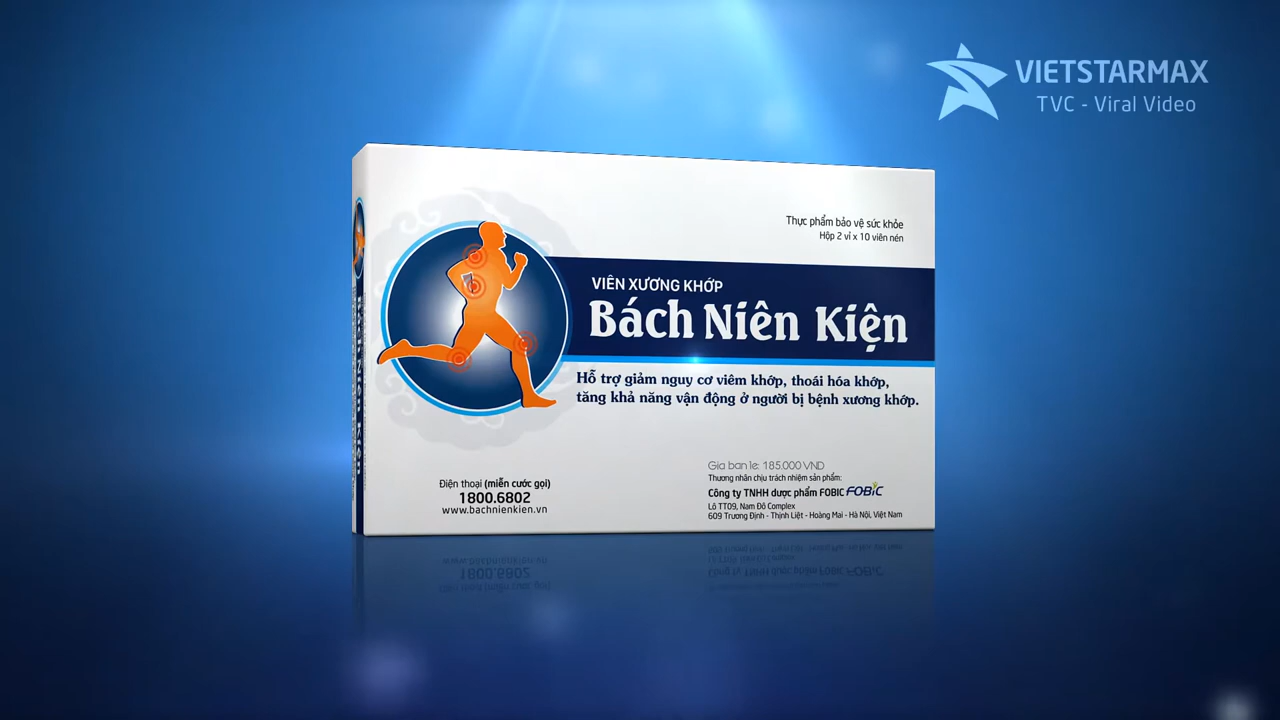 VIETSTARMAX
TVC - Viral Video
Thực phẩm bảo vệ sức khỏe
Hộp 2 vỉ x 10 viên nén
VIÊN XƯƠNG KHỚP
Bách Niên Kiện
Hỗ trợ giảm nguy cơ viêm khớp, thoái hóa khớp,
tăng khả năng vận động ở người bị bệnh xương khớp.
Gia ban le: 185.000 VND
Thương nhân chịu trách nhiệm sản phẩm:
Công ty TNHH dược phẩm FOBIC FOBIC
Lô TT09, Nam Đô Complex
609 Trương Định - Thịnh Liệt - Hoàng Mai - Hà Nội, Việt Nam
Điện thoại (miễn cước gọi)
1800.6802
www.bachnienkien.vn